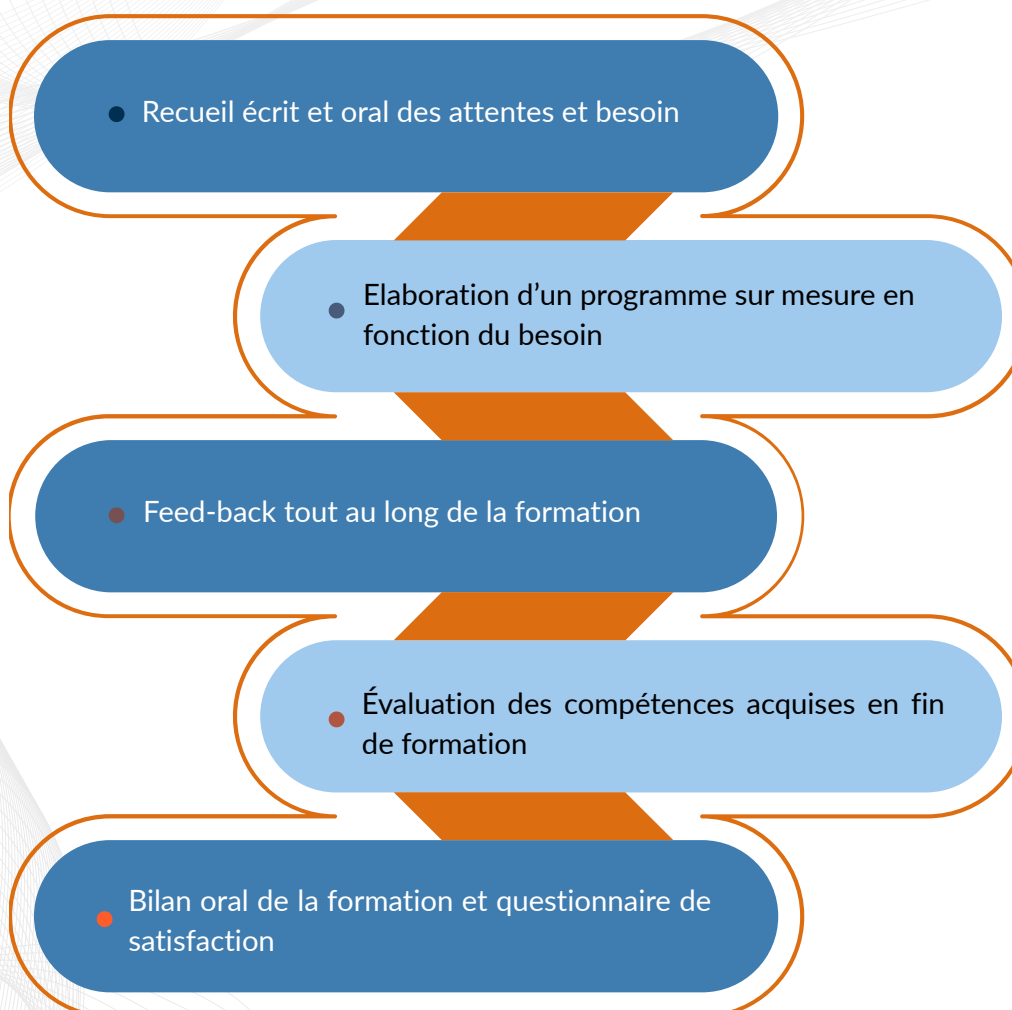 Recueil écrit et oral des attentes et besoin
Elaboration d’un programme sur mesure en
fonction du besoin
Feed-back tout au long de la formation
Évaluation des compétences acquises en fin
de formation
Bilan oral de la formation et questionnaire de
satisfaction